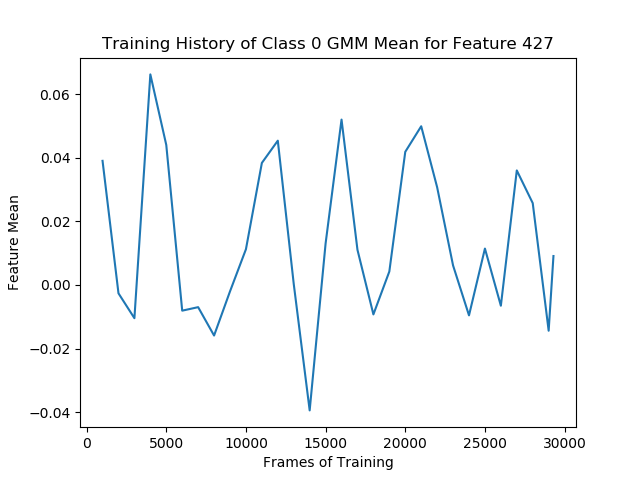 Training History of Class 0 GMM Mean for Feature 427
Feature Mean
0.06
0.04
0.02
0.00
−0.02
−0.04
0 5000 10000 15000 20000 25000 30000
Frames of Training